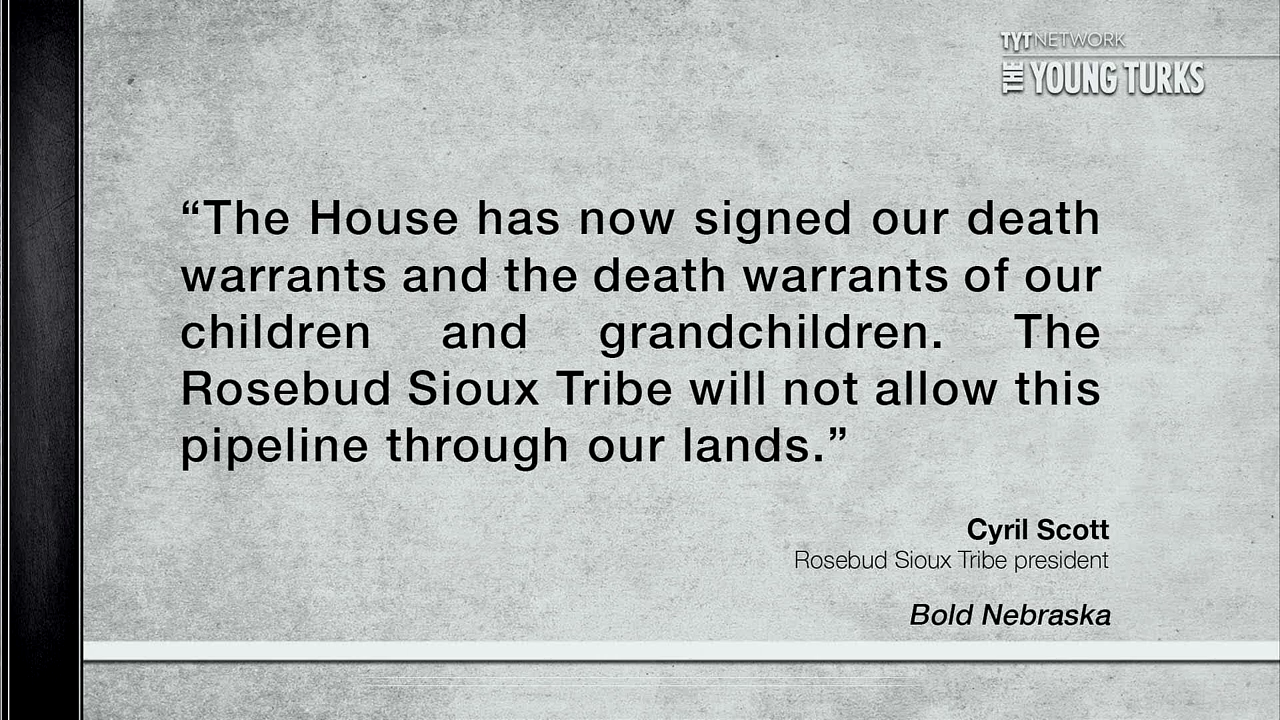 TYT NETWORK
THE YOUNG TURKS
“The House has now signed our death
warrants and the death warrants of our
children and grandchildren. The
Rosebud Sioux Tribe will not allow this
pipeline through our lands.”
Cyril Scott
Rosebud Sioux Tribe president
Bold Nebraska